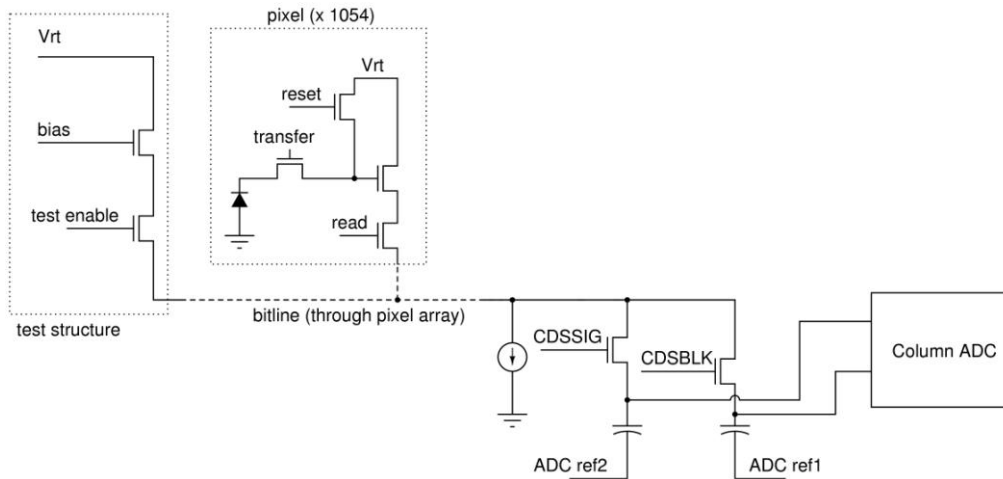 pixel (x 1054)
Vrt
Vrt
reset
bias
transfer
test enable
read
test structure
bitline (through pixel array)
CDSSIG
CDSBLK
Column ADC
ADC ref2
ADC ref1